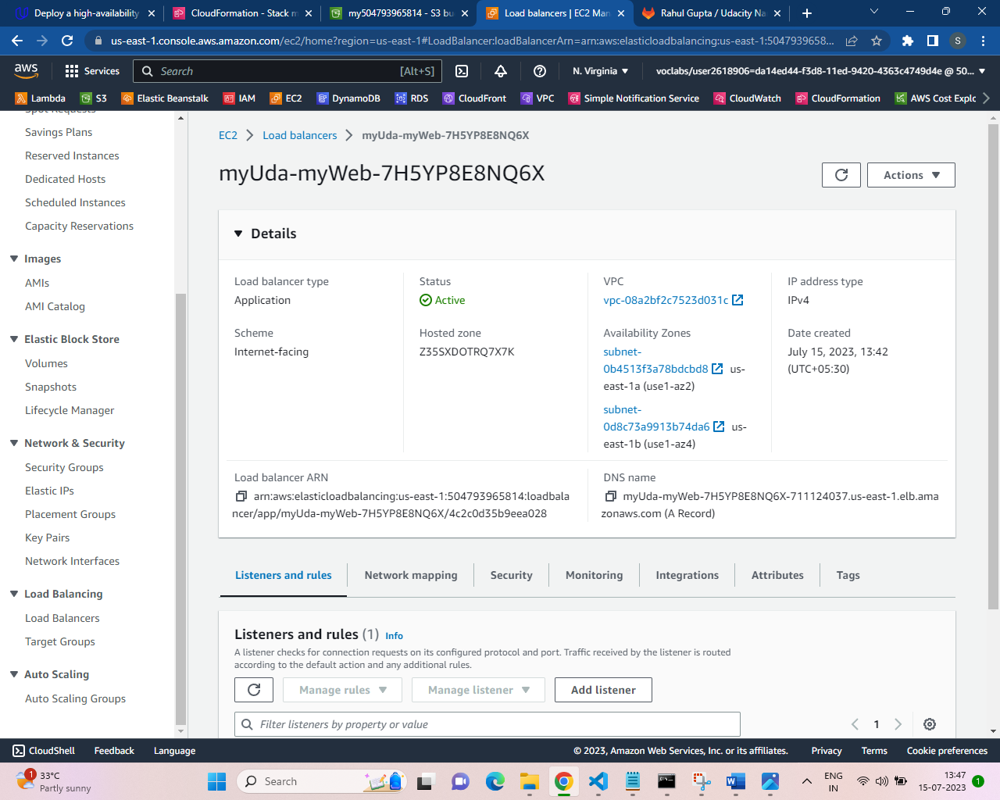 Deploy a high-availability
CloudFormation - Stack m
my504793965814 - S3 bu
Load balancers | EC2 Man
Rahul Gupta / Udacity Na
us-east-1.console.aws.amazon.com/ec2/home?region=us-east-1#LoadBalancer:loadBalancerArn=arn:aws:elasticloadbalancing:us-east-1:5047939658...
S
aws
Services
Search
[Alt+S]
N. Virginia
voclabs/user2618906=da14ed44-f3d8-11ed-9420-4363c4749d4e @ 50...
Lambda
S3
Elastic Beanstalk
IAM
EC2
DynamoDB
RDS
CloudFront
VPC
Simple Notification Service
CloudWatch
CloudFormation
AWS Cost Explo
Spot Requests
Savings Plans
Reserved Instances
Dedicated Hosts
Scheduled Instances
Capacity Reservations
Images
AMIs
AMI Catalog
Elastic Block Store
Volumes
Snapshots
Lifecycle Manager
Network & Security
Security Groups
Elastic IPs
Placement Groups
Key Pairs
Network Interfaces
Load Balancing
Load Balancers
Target Groups
Auto Scaling
Auto Scaling Groups
EC2
Load balancers
myUda-myWeb-7H5YP8E8NQ6X
myUda-myWeb-7H5YP8E8NQ6X
Actions
Details
Load balancer type
Application
Status
Active
VPC
vpc-08a2bf2c7523d031c
IP address type
IPv4
Scheme
Internet-facing
Hosted zone
Z35SXDOTRQ7X7K
Availability Zones
subnet-
0b4513f3a78bdcbd8 us-
east-1a (use1-az2)
subnet-
0d8c73a9913b74da6 us-
east-1b (use1-az4)
Date created
July 15, 2023, 13:42
(UTC+05:30)
Load balancer ARN
arn:aws:elasticloadbalancing:us-east-1:504793965814:loadbala
ncer/app/myUda-myWeb-7H5YP8E8NQ6X/4c2c0d35b9eea028
DNS name
myUda-myWeb-7H5YP8E8NQ6X-711124037.us-east-1.elb.ama
zonaws.com (A Record)
Listeners and rules
Network mapping
Security
Monitoring
Integrations
Attributes
Tags
Listeners and rules (1) Info
A listener checks for connection requests on its configured protocol and port. Traffic received by the listener is routed
according to the default action and any additional rules.
Manage rules
Manage listener
Add listener
Filter listeners by property or value
1
CloudShell
Feedback
Language
© 2023, Amazon Web Services, Inc. or its affiliates.
Privacy
Terms
Cookie preferences
1
33°C
Partly sunny
Search
ENG
IN
13:47
15-07-2023
1